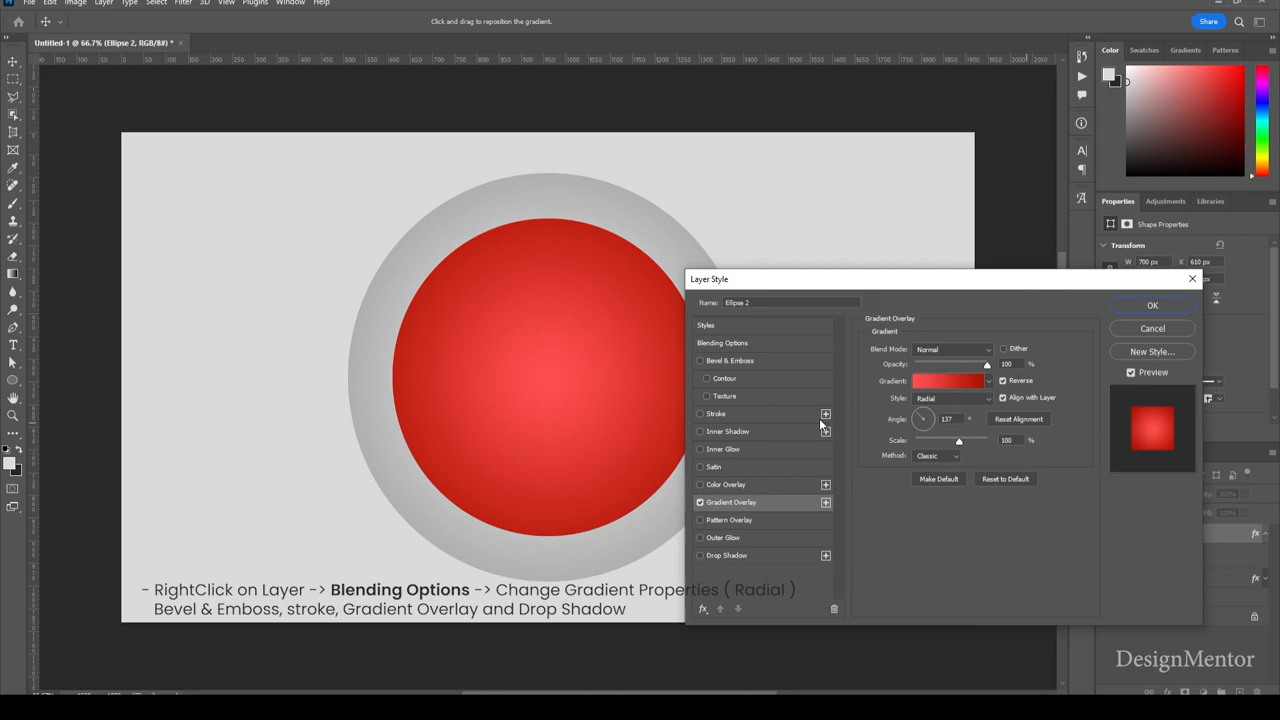 File Edit Image Layer Type Select Filter 3D View Plugins Window Help
Click and drag to reposition the gradient.
Share
Untitled-1 @ 66.7% (Ellipse 2, RGB/8#) *
Color Swatches Gradients Patterns
Properties Adjustments Libraries
Shape Properties
Transform
W 700 px X 610 px
Layer Style
Name: Ellipse 2
Styles
Blending Options
Bevel & Emboss
Contour
Texture
Stroke
Inner Shadow
Inner Glow
Satin
Color Overlay
Gradient Overlay
Pattern Overlay
Outer Glow
Drop Shadow
fx
Gradient Overlay
Gradient
Blend Mode: Normal Dither
Opacity: 100 %
Gradient: Reverse
Style: Radial Align with Layer
Angle: 137 ° Reset Alignment
Scale: 100 %
Method: Classic
Make Default Reset to Default
OK
Cancel
New Style...
Preview
- RightClick on Layer -> Blending Options -> Change Gradient Properties ( Radial )
Bevel & Emboss, stroke, Gradient Overlay and Drop Shadow
fx
fx
DesignMentor